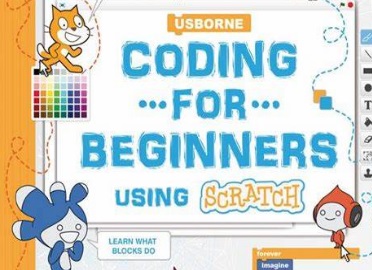 USBORNE
CODING
FOR
BEGINNERS
USING SCRATCH
LEARN WHAT
BLOCKS DO
forever
Imagine